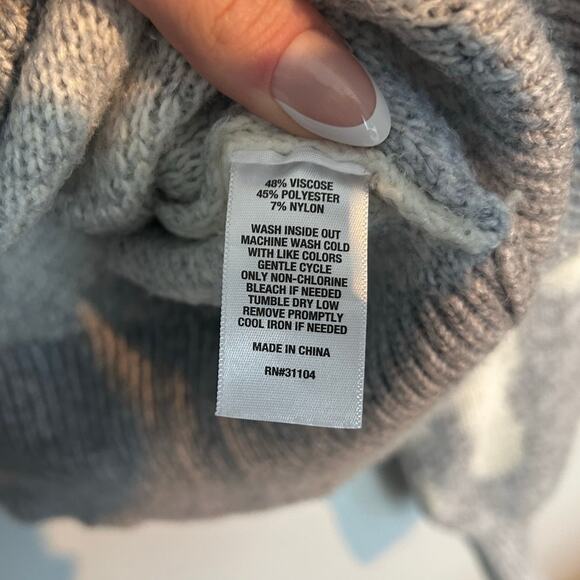 48% VISCOSE
45% POLYESTER
7% NYLON
WASH INSIDE OUT
MACHINE WASH COLD
WITH LIKE COLORS
GENTLE CYCLE
ONLY NON-CHLORINE
BLEACH IF NEEDED
TUMBLE DRY LOW
REMOVE PROMPTLY
COOL IRON IF NEEDED
MADE IN CHINA
RN#31104